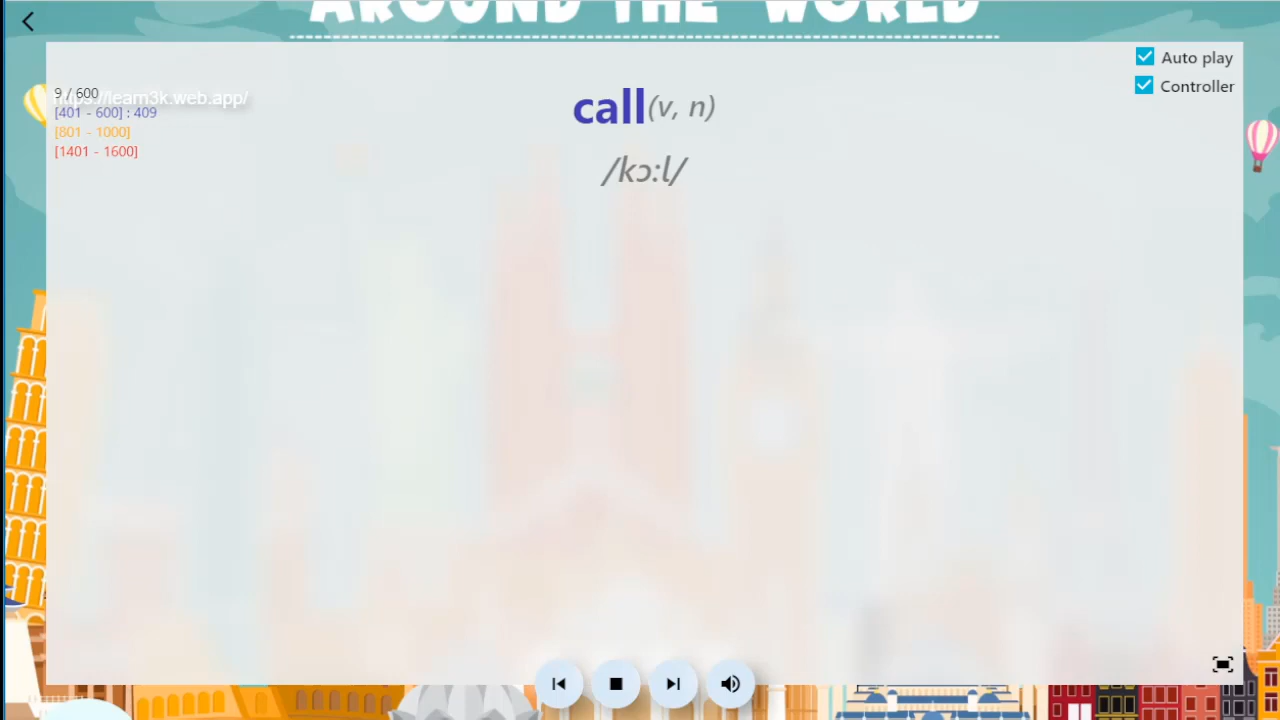 AROUND THE WORLD
Auto play
Controller
9 / 600
https://learn3k.web.app/
[401 - 600] : 409
[801 - 1000]
[1401 - 1600]
call(v, n)
/kɔ:l/